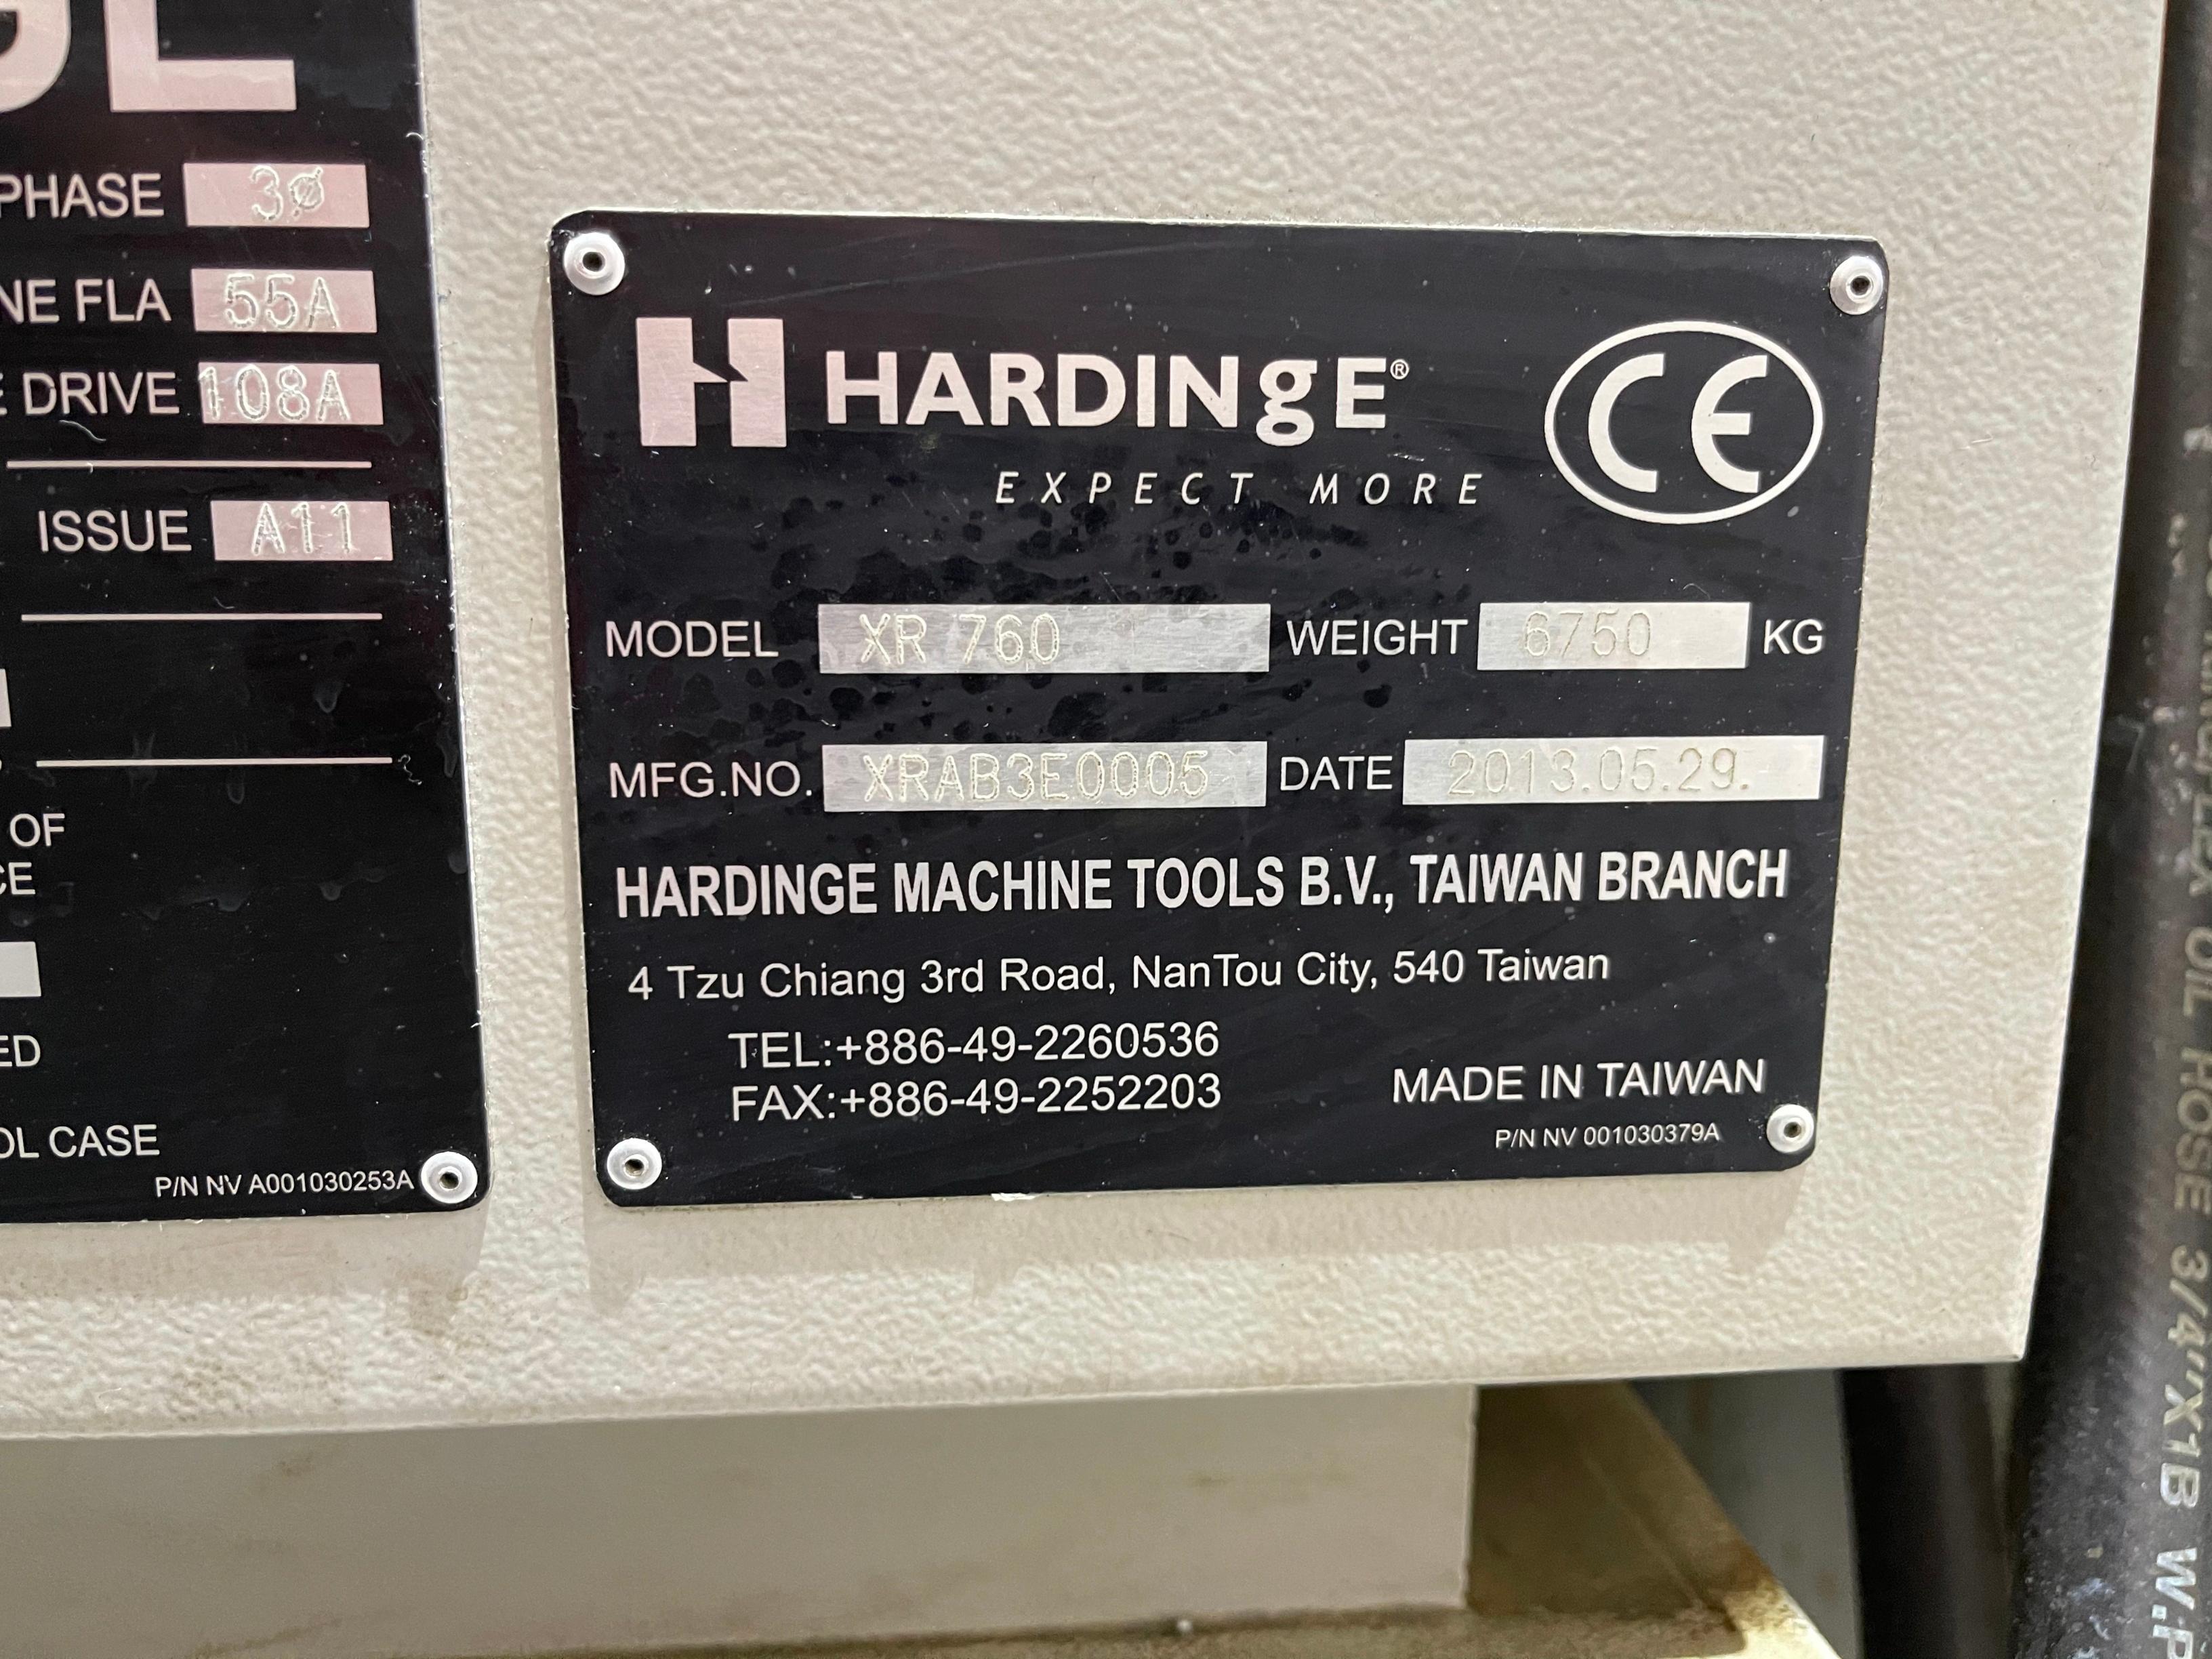 GE
PHASE 3Ø
NE FLA 55A
E DRIVE 108A
ISSUE A11
OF
CE
ED
OL CASE
P/N NV A001030253A
HARDINgE®
EXPECT MORE
CE
MODEL XR 760 WEIGHT 6750 KG
MFG.NO. XRAB3E0005 DATE 2013.05.29.
HARDINGE MACHINE TOOLS B.V., TAIWAN BRANCH
4 Tzu Chiang 3rd Road, NanTou City, 540 Taiwan
TEL:+886-49-2260536
FAX:+886-49-2252203
MADE IN TAIWAN
P/N NV 001030379A
OIL HOSE 3/4"X1B W.P